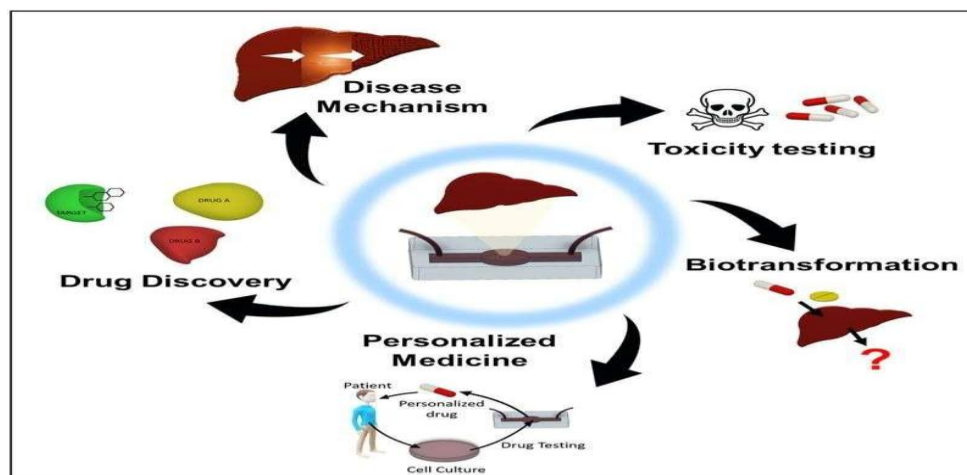 Disease
Mechanism
Toxicity testing
TARGET
DRUG A
DRUG B
Drug Discovery
Biotransformation
?
Personalized
Medicine
Patient
Personalized
drug
Drug Testing
Cell Culture